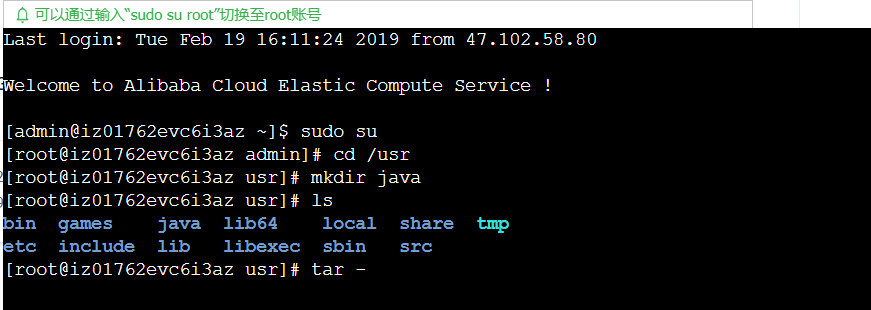 可以通过输入“sudo su root”切换至root账号
Last login: Tue Feb 19 16:11:24 2019 from 47.102.58.80
Welcome to Alibaba Cloud Elastic Compute Service !
[admin@iz01762evc6i3az ~]$ sudo su
[root@iz01762evc6i3az admin]# cd /usr
[root@iz01762evc6i3az usr]# mkdir java
[root@iz01762evc6i3az usr]# ls
bin games java lib64 local share tmp
etc include lib libexec sbin src
[root@iz01762evc6i3az usr]# tar -